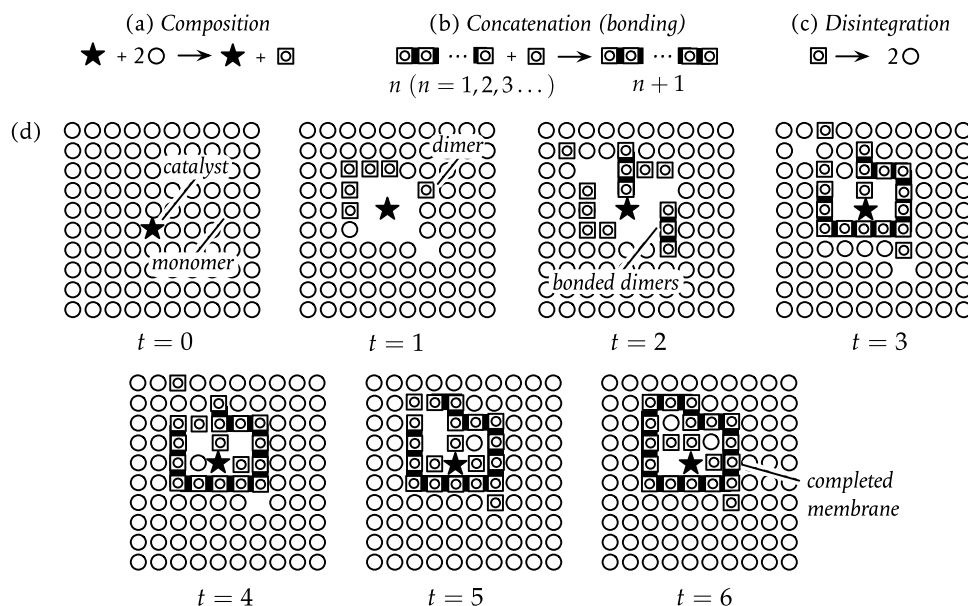 (a) Composition
★ + 2○ → ★ + ⊡
(b) Concatenation (bonding)
⋯ + → ⋯
n (n = 1, 2, 3 . . . ) n + 1
(c) Disintegration
→ 2○
(d)
catalyst
monomer
t = 0
dimer
t = 1
bonded dimers
t = 2
t = 3
t = 4
t = 5
completed
membrane
t = 6